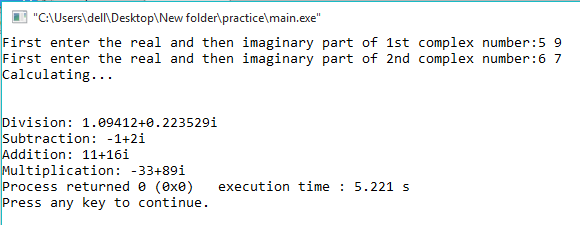 "C:\Users\dell\Desktop\New folder\practice\main.exe"
First enter the real and then imaginary part of 1st complex number:5 9
First enter the real and then imaginary part of 2nd complex number:6 7
Calculating...
Division: 1.09412+0.223529i
Subtraction: -1+2i
Addition: 11+16i
Multiplication: -33+89i
Process returned 0 (0x0)   execution time : 5.221 s
Press any key to continue.